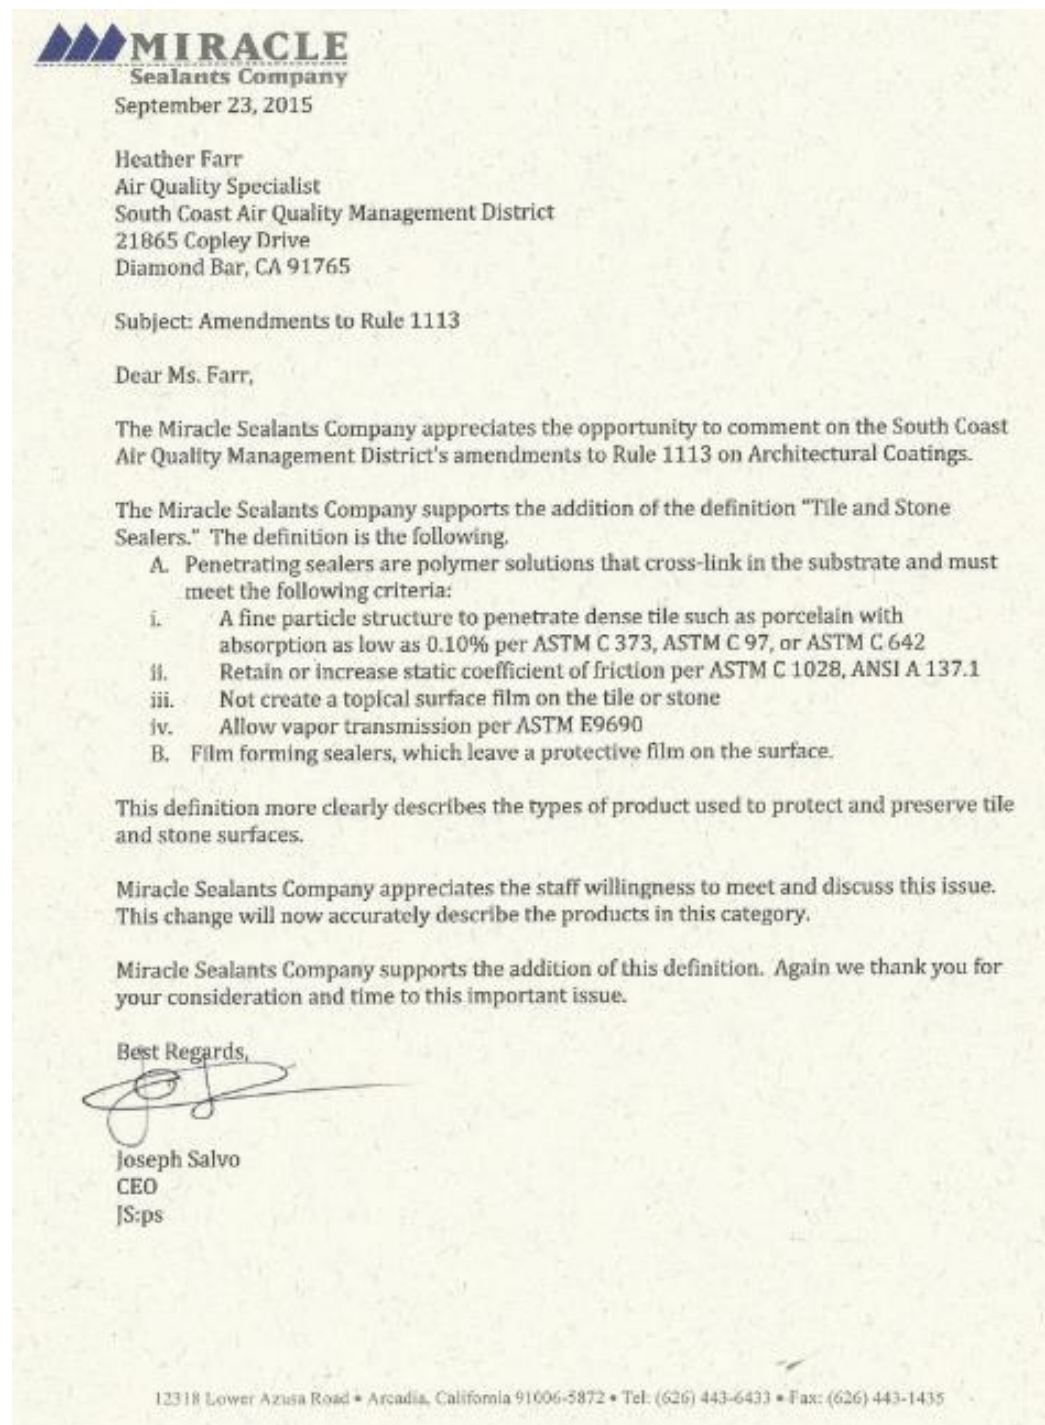 MIRACLE
Sealants Company
September 23, 2015
Heather Farr
Air Quality Specialist
South Coast Air Quality Management District
21865 Copley Drive
Diamond Bar, CA 91765
Subject: Amendments to Rule 1113
Dear Ms. Farr,
The Miracle Sealants Company appreciates the opportunity to comment on the South Coast
Air Quality Management District's amendments to Rule 1113 on Architectural Coatings.
The Miracle Sealants Company supports the addition of the definition “Tile and Stone
Sealers.” The definition is the following.
A. Penetrating sealers are polymer solutions that cross-link in the substrate and must
meet the following criteria:
i. A fine particle structure to penetrate dense tile such as porcelain with
absorption as low as 0.10% per ASTM C 373, ASTM C 97, or ASTM C 642
ii. Retain or increase static coefficient of friction per ASTM C 1028, ANSI A 137.1
iii. Not create a topical surface film on the tile or stone
iv. Allow vapor transmission per ASTM E9690
B. Film forming sealers, which leave a protective film on the surface.
This definition more clearly describes the types of product used to protect and preserve tile
and stone surfaces.
Miracle Sealants Company appreciates the staff willingness to meet and discuss this issue.
This change will now accurately describe the products in this category.
Miracle Sealants Company supports the addition of this definition. Again we thank you for
your consideration and time to this important issue.
Best Regards,
Joseph Salvo
CEO
JS:ps
12318 Lower Azusa Road • Arcadia, California 91006-5872 • Tel: (626) 443-6433 • Fax: (626) 443-1435